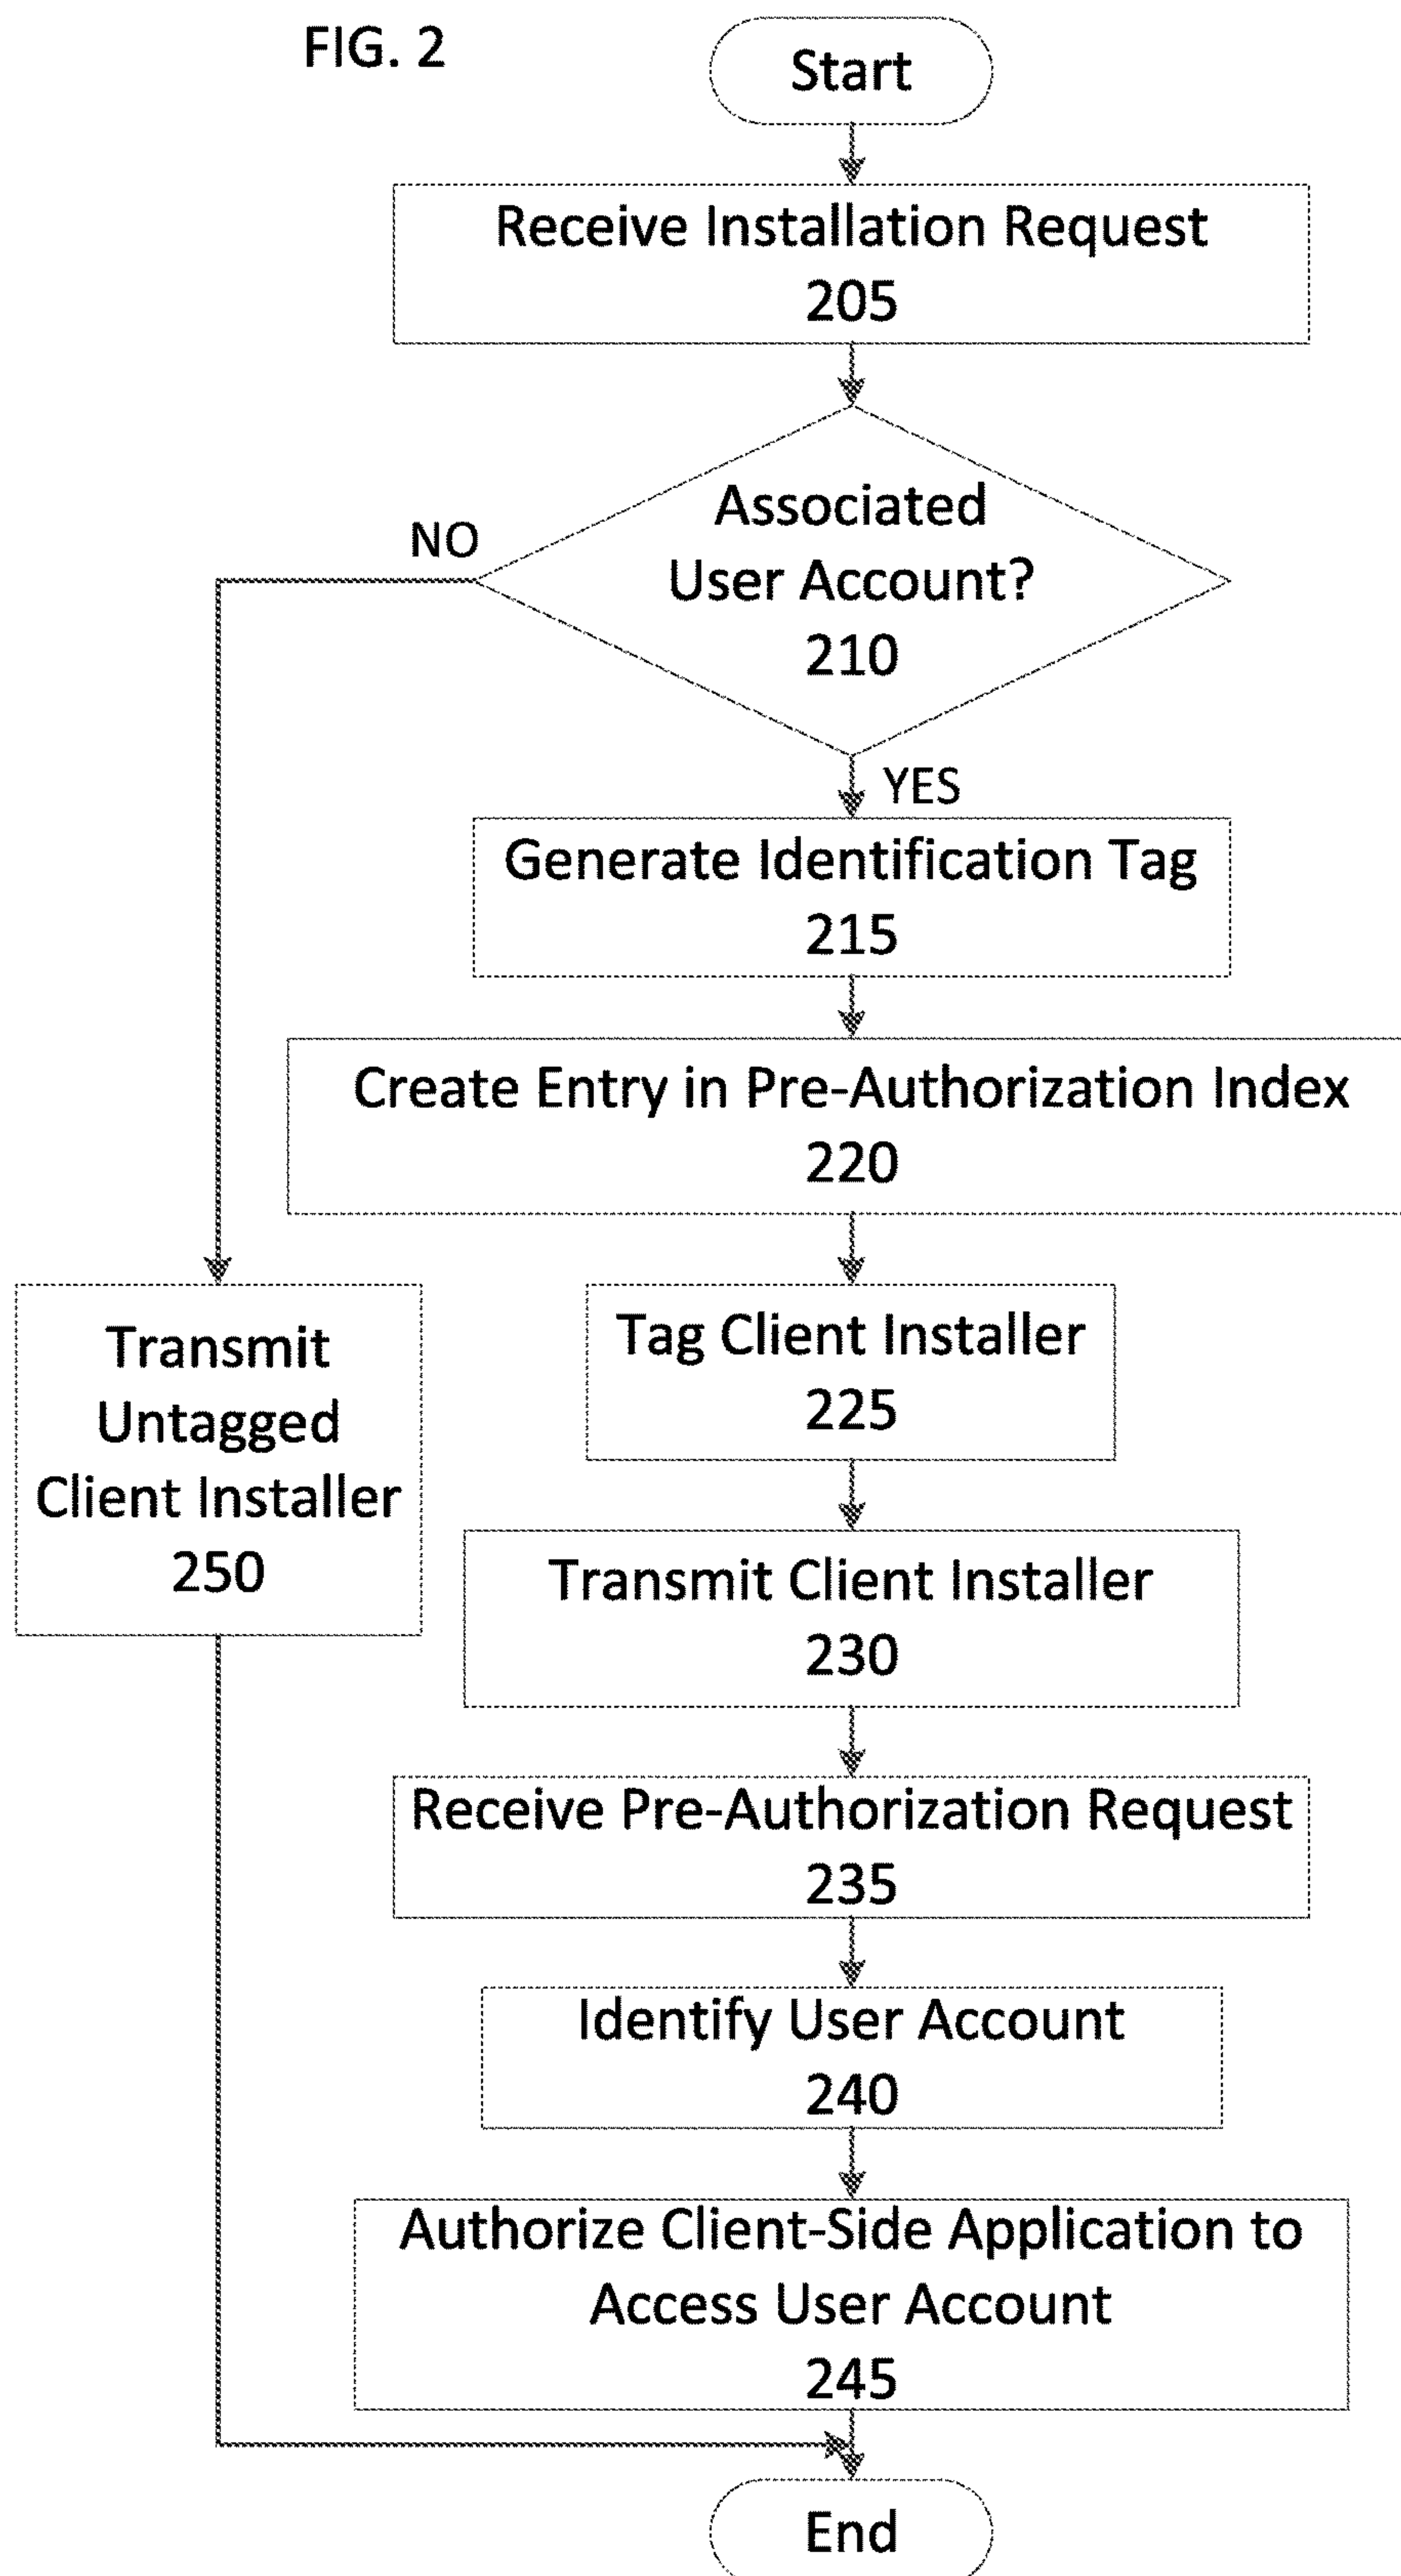 FIG. 2
Start
Receive Installation Request
205
Associated
User Account?
210
NO
YES
Generate Identification Tag
215
Create Entry in Pre-Authorization Index
220
Tag Client Installer
225
Transmit
Untagged
Client Installer
250
Transmit Client Installer
230
Receive Pre-Authorization Request
235
Identify User Account
240
Authorize Client-Side Application to
Access User Account
245
End